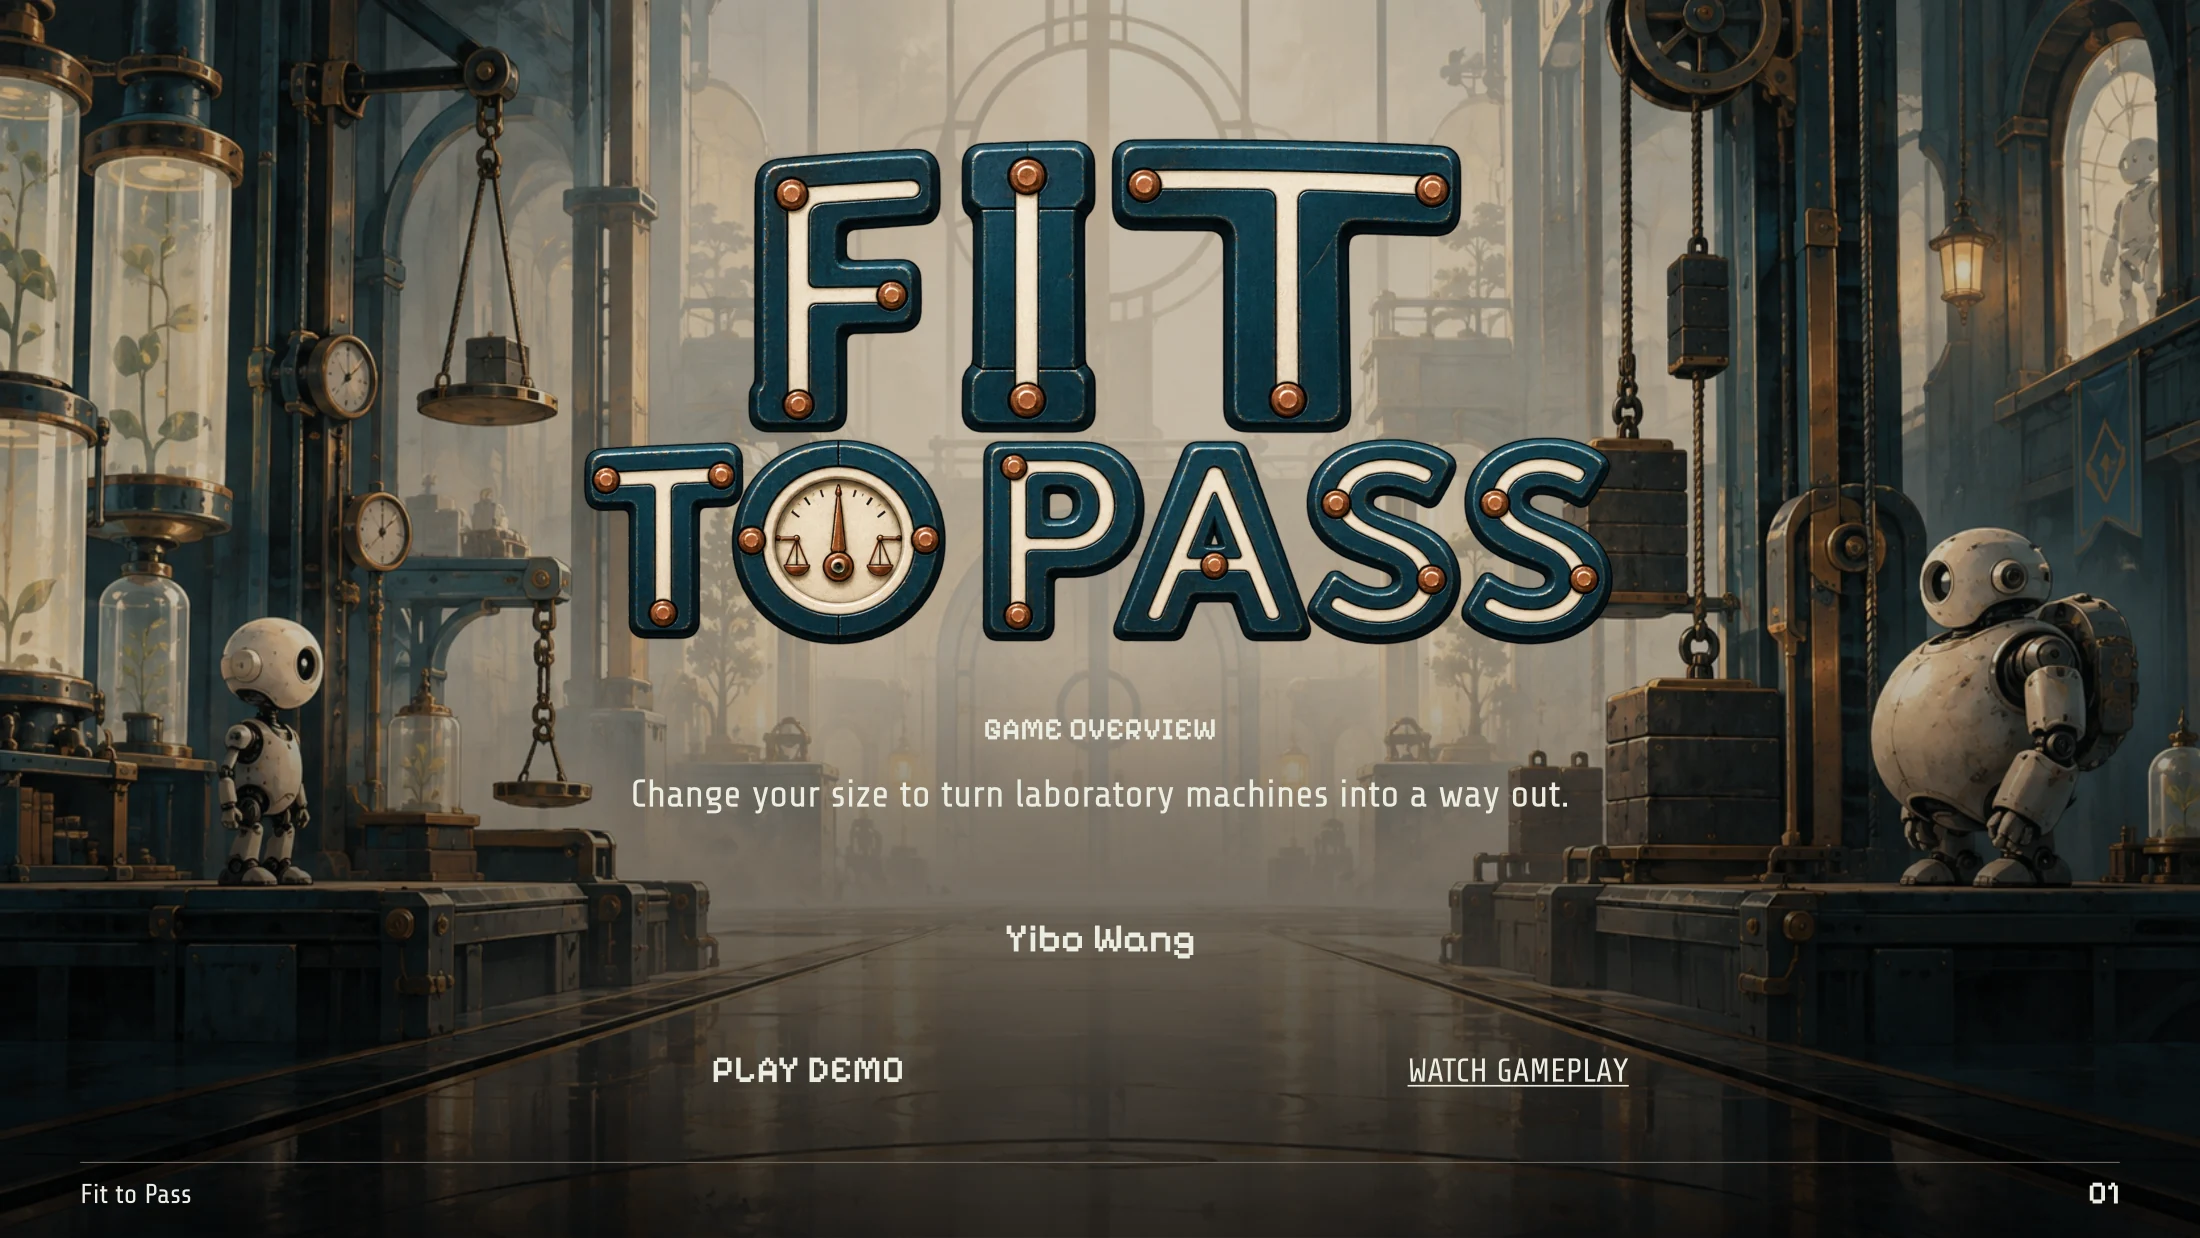 FIT
TO PASS
GAME OVERVIEW
Change your size to turn laboratory machines into a way out.
Yibo Wang
PLAY DEMO
WATCH GAMEPLAY
Fit to Pass
01